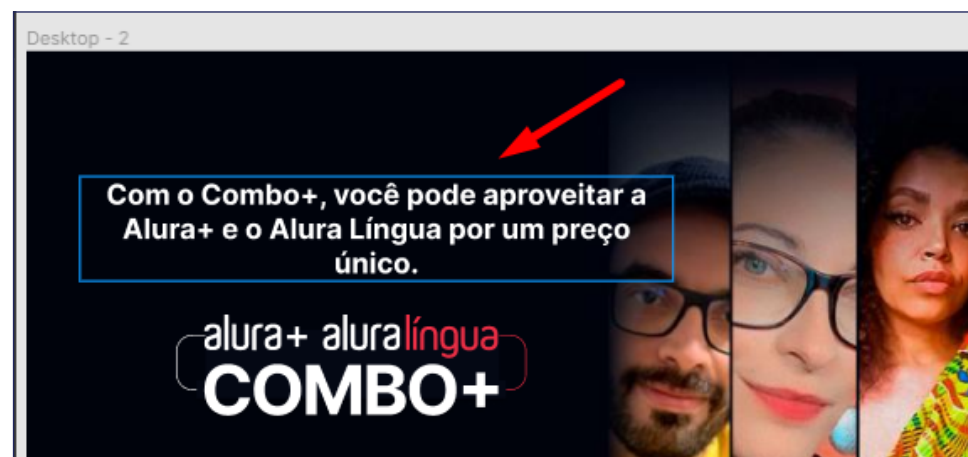 Desktop - 2
Com o Combo+, você pode aproveitar a
Alura+ e o Alura Língua por um preço
único.
alura+ aluralíngua
COMBO+